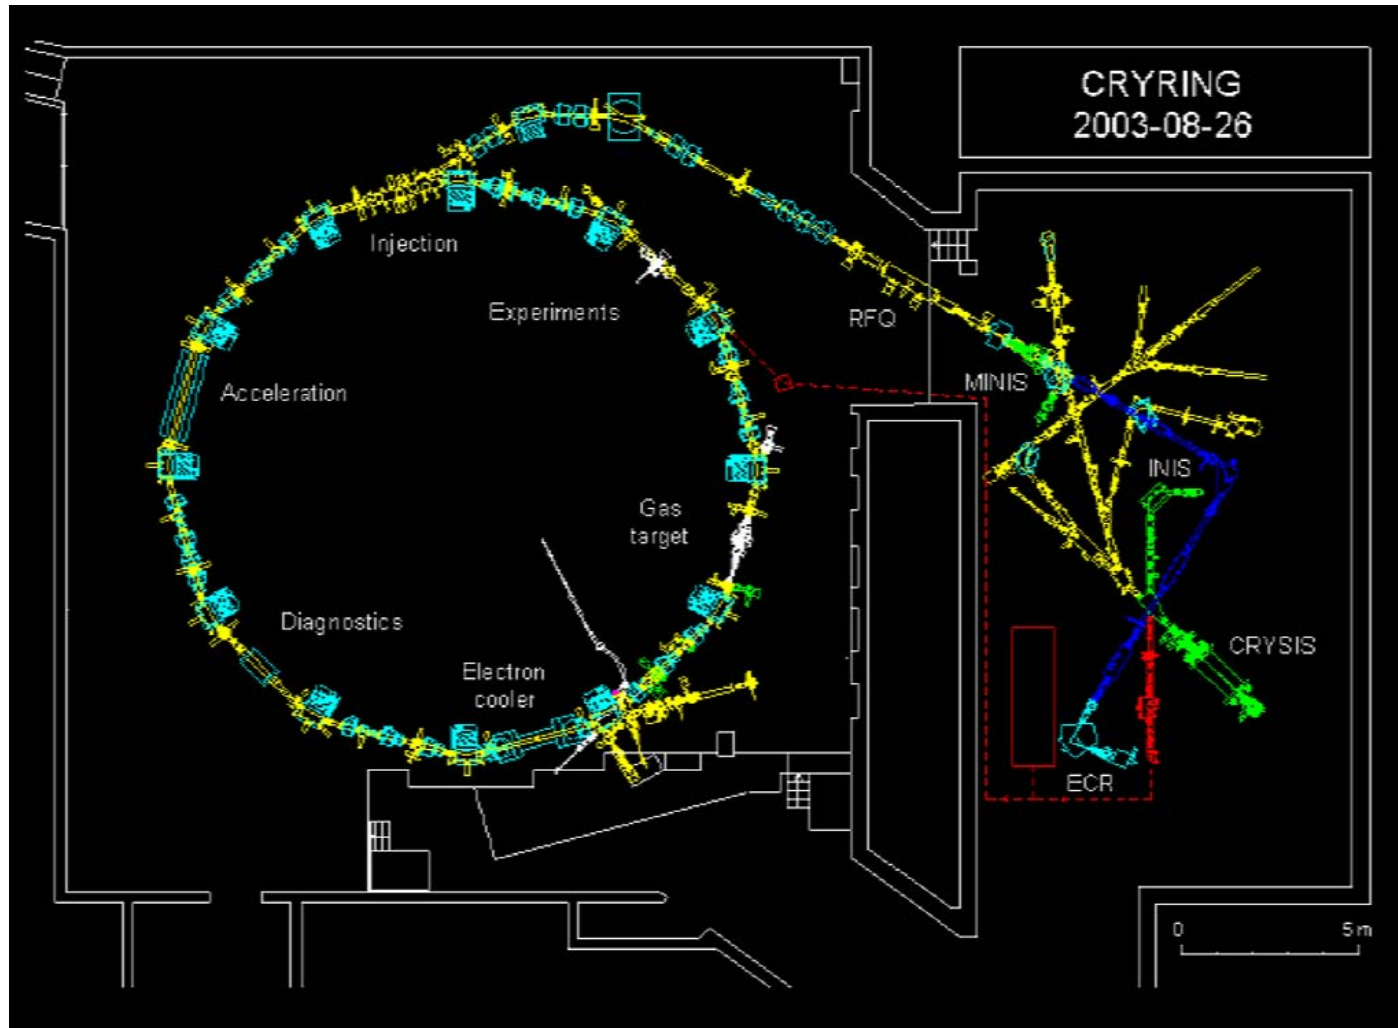 CRYRING
2003-08-26
Injection
Experiments
RFQ
MINIS
Acceleration
INIS
Gas
target
Diagnostics
Electron
cooler
CRYSIS
ECR
0 5 m